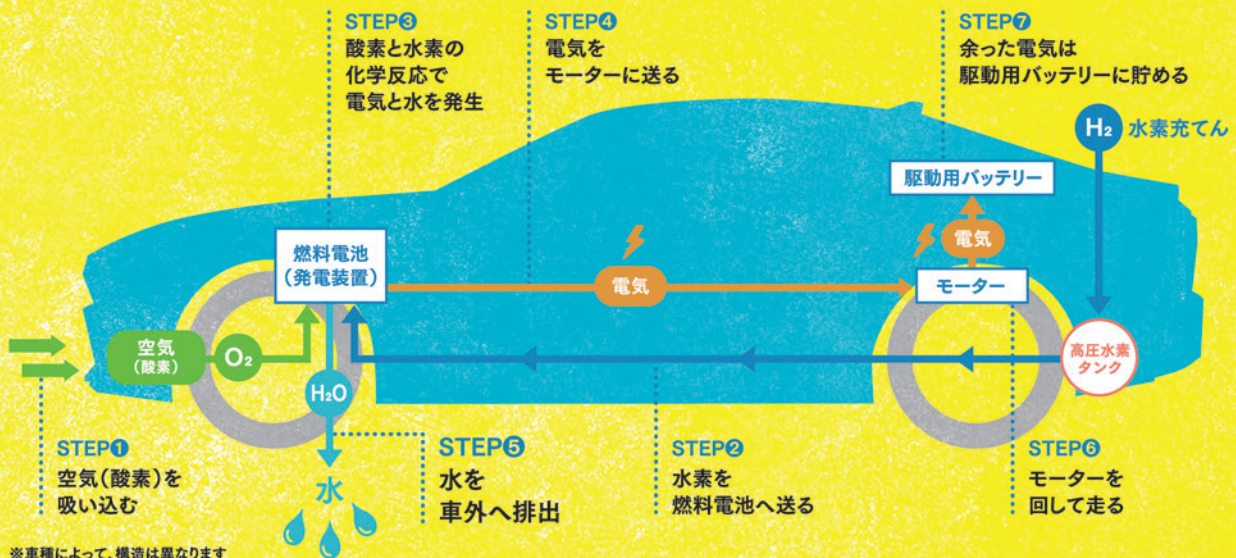 STEP❸
酸素と水素の
化学反応で
電気と水を発生
STEP❹
電気を
モーターに送る
STEP❼
余った電気は
駆動用バッテリーに貯める
H₂ 水素充てん
駆動用バッテリー
電気
燃料電池
(発電装置)
電気
モーター
空気
(酸素)
O₂
高圧水素
タンク
H₂O
水
STEP❶
空気(酸素)を
吸い込む
STEP❺
水を
車外へ排出
STEP❷
水素を
燃料電池へ送る
STEP❻
モーターを
回して走る
※車種によって、構造は異なります